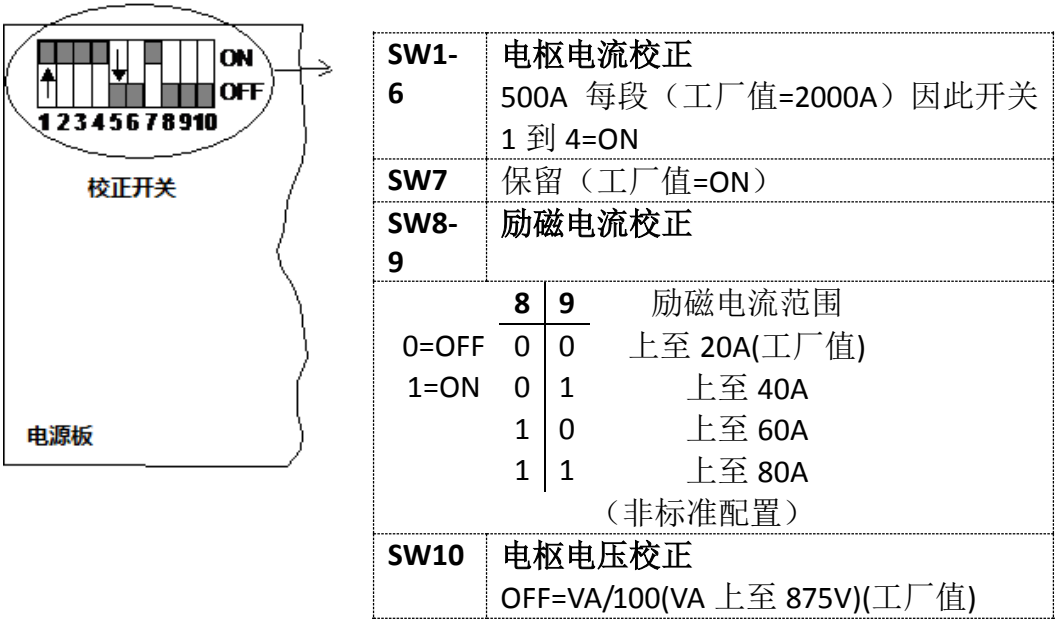 ON
OFF
12345678910
校正开关
电源板
SW1-6 电枢电流校正
500A 每段（工厂值=2000A）因此开关
1 到 4=ON
SW7 保留（工厂值=ON）
SW8-9 励磁电流校正
8 9 励磁电流范围
0=OFF 0 0 上至 20A(工厂值)
1=ON 0 1 上至 40A
1 0 上至 60A
1 1 上至 80A
（非标准配置）
SW10 电枢电压校正
OFF=VA/100(VA 上至 875V)(工厂值)